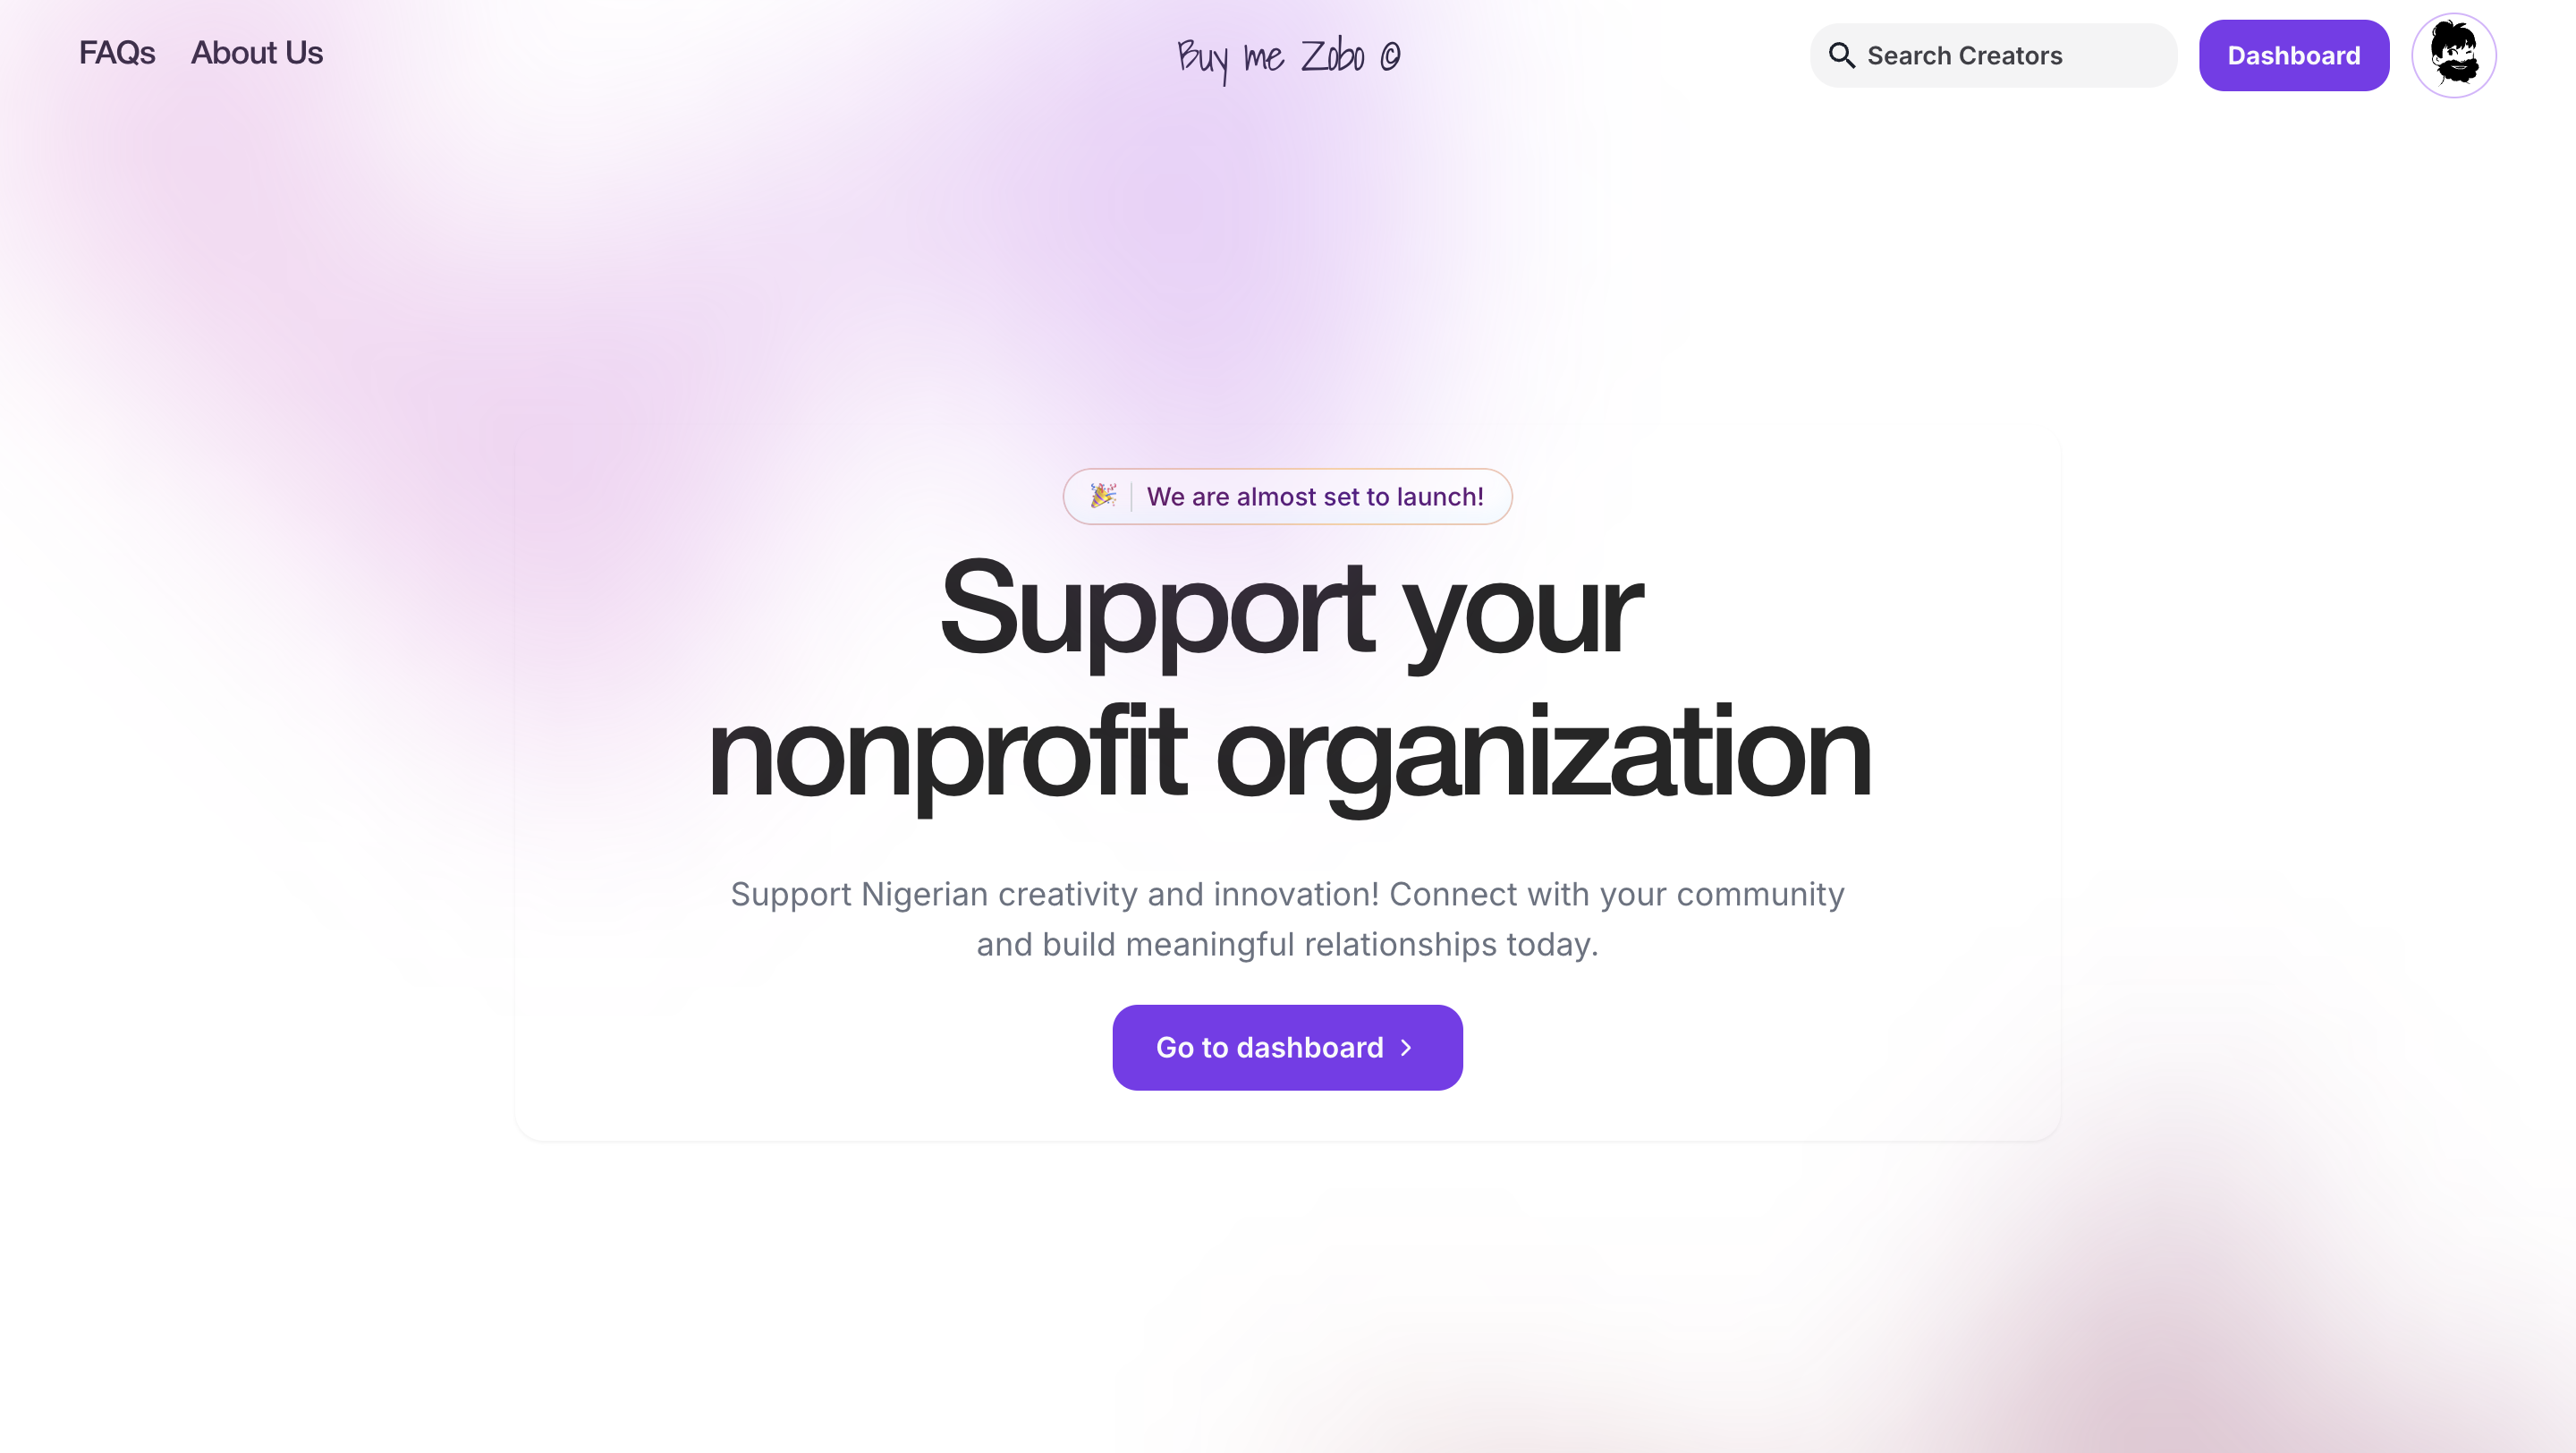 FAQs About Us
Buy me Zobo ©
Search Creators
Dashboard
🎉 We are almost set to launch!
Support your
nonprofit organization
Support Nigerian creativity and innovation! Connect with your community
and build meaningful relationships today.
Go to dashboard